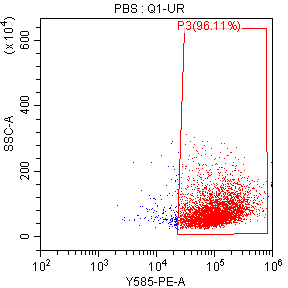 PBS : Q1-UR
P3(96.11%)
SSC-A
(x 10⁴)
600
400
200
0
10² 10³ 10⁴ 10⁵ 10⁶
Y585-PE-A